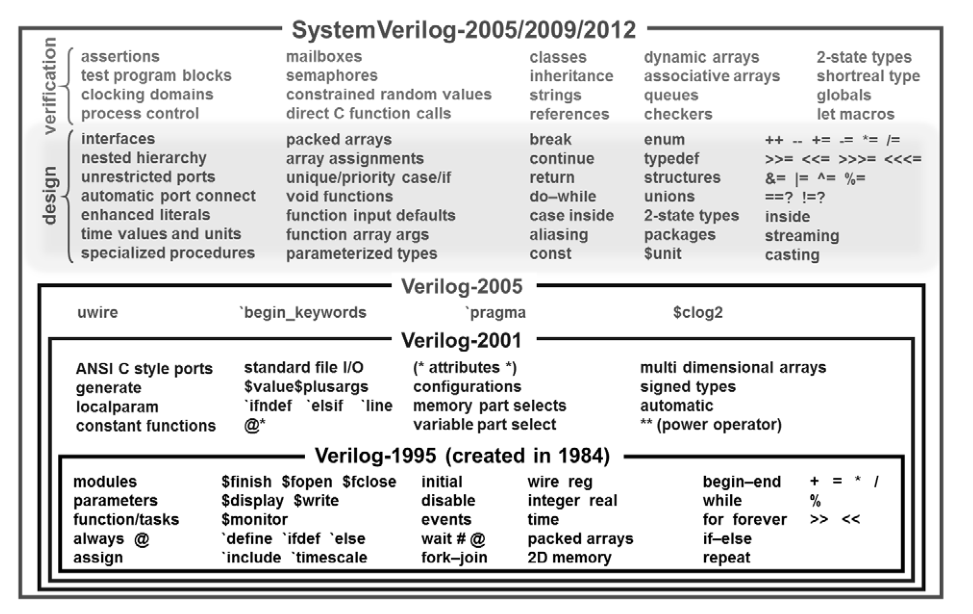 SystemVerilog-2005/2009/2012
verification
assertions mailboxes classes dynamic arrays 2-state types
test program blocks semaphores inheritance associative arrays shortreal type
clocking domains constrained random values strings queues globals
process control direct C function calls references checkers let macros
design
interfaces packed arrays break enum ++ -- += -= *= /=
nested hierarchy array assignments continue typedef >>= <<= >>>= <<<=
unrestricted ports unique/priority case/if return structures &= |= ^= %=
automatic port connect void functions do–while unions ==? !=?
enhanced literals function input defaults case inside 2-state types inside
time values and units function array args aliasing packages streaming
specialized procedures parameterized types const $unit casting
Verilog-2005
uwire `begin_keywords `pragma $clog2
Verilog-2001
ANSI C style ports standard file I/O (* attributes *) multi dimensional arrays
generate $value$plusargs configurations signed types
localparam `ifndef `elsif `line memory part selects automatic
constant functions @* variable part select ** (power operator)
Verilog-1995 (created in 1984)
modules $finish $fopen $fclose initial wire reg begin–end + = * /
parameters $display $write disable integer real while %
function/tasks $monitor events time for forever >> <<
always @ `define `ifdef `else wait # @ packed arrays if–else
assign `include `timescale fork–join 2D memory repeat